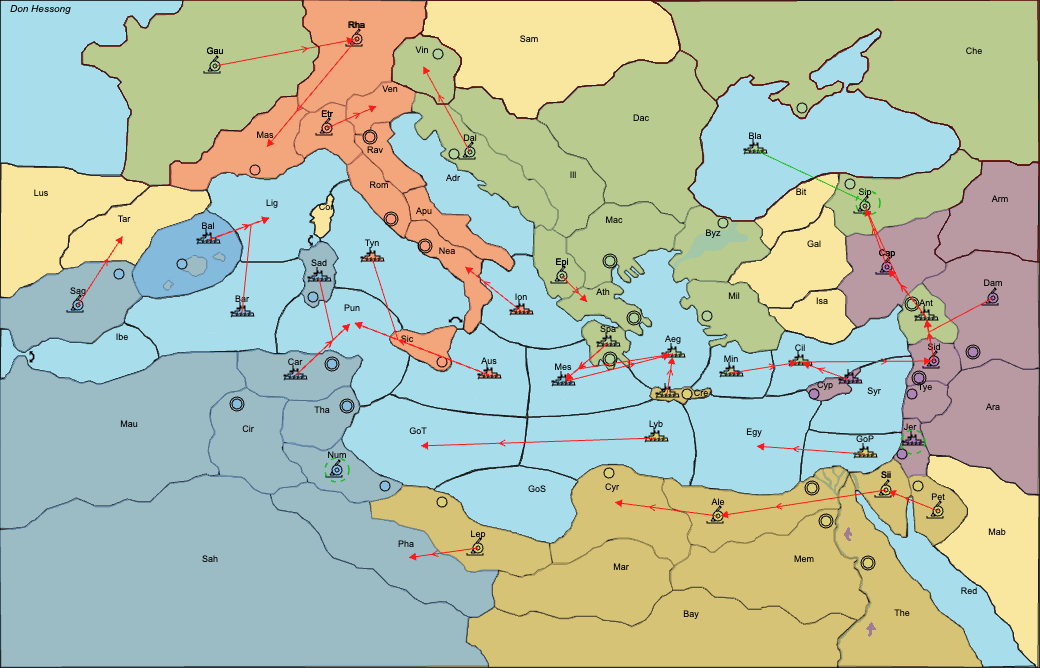 Don Hessong
Rha
Sam
Che
Gau
Vin
Ven
Dac
Etr
Mas
Bla
Dal
Rav
Adr
Ill
Lus
Rom
Bit
Sip
Arm
Tar
Lig
Cor
Apu
Mac
Bal
Byz
Tyn
Gal
Nea
Cap
Sad
Epi
Dam
Sag
Ath
Mil
Isa
Bar
Ion
Ant
Pun
Ibe
Sic
Spa
Aeg
Min
Cil
Sid
Car
Aus
Mes
Cyp
Tye
Syr
Cre
Ara
Tha
Mau
Cir
GoT
Lyb
Egy
Jer
GoP
Num
GoS
Cyr
Ale
Sii
Pet
Mab
Lep
Pha
Sah
Mar
Mem
Red
Bay
The